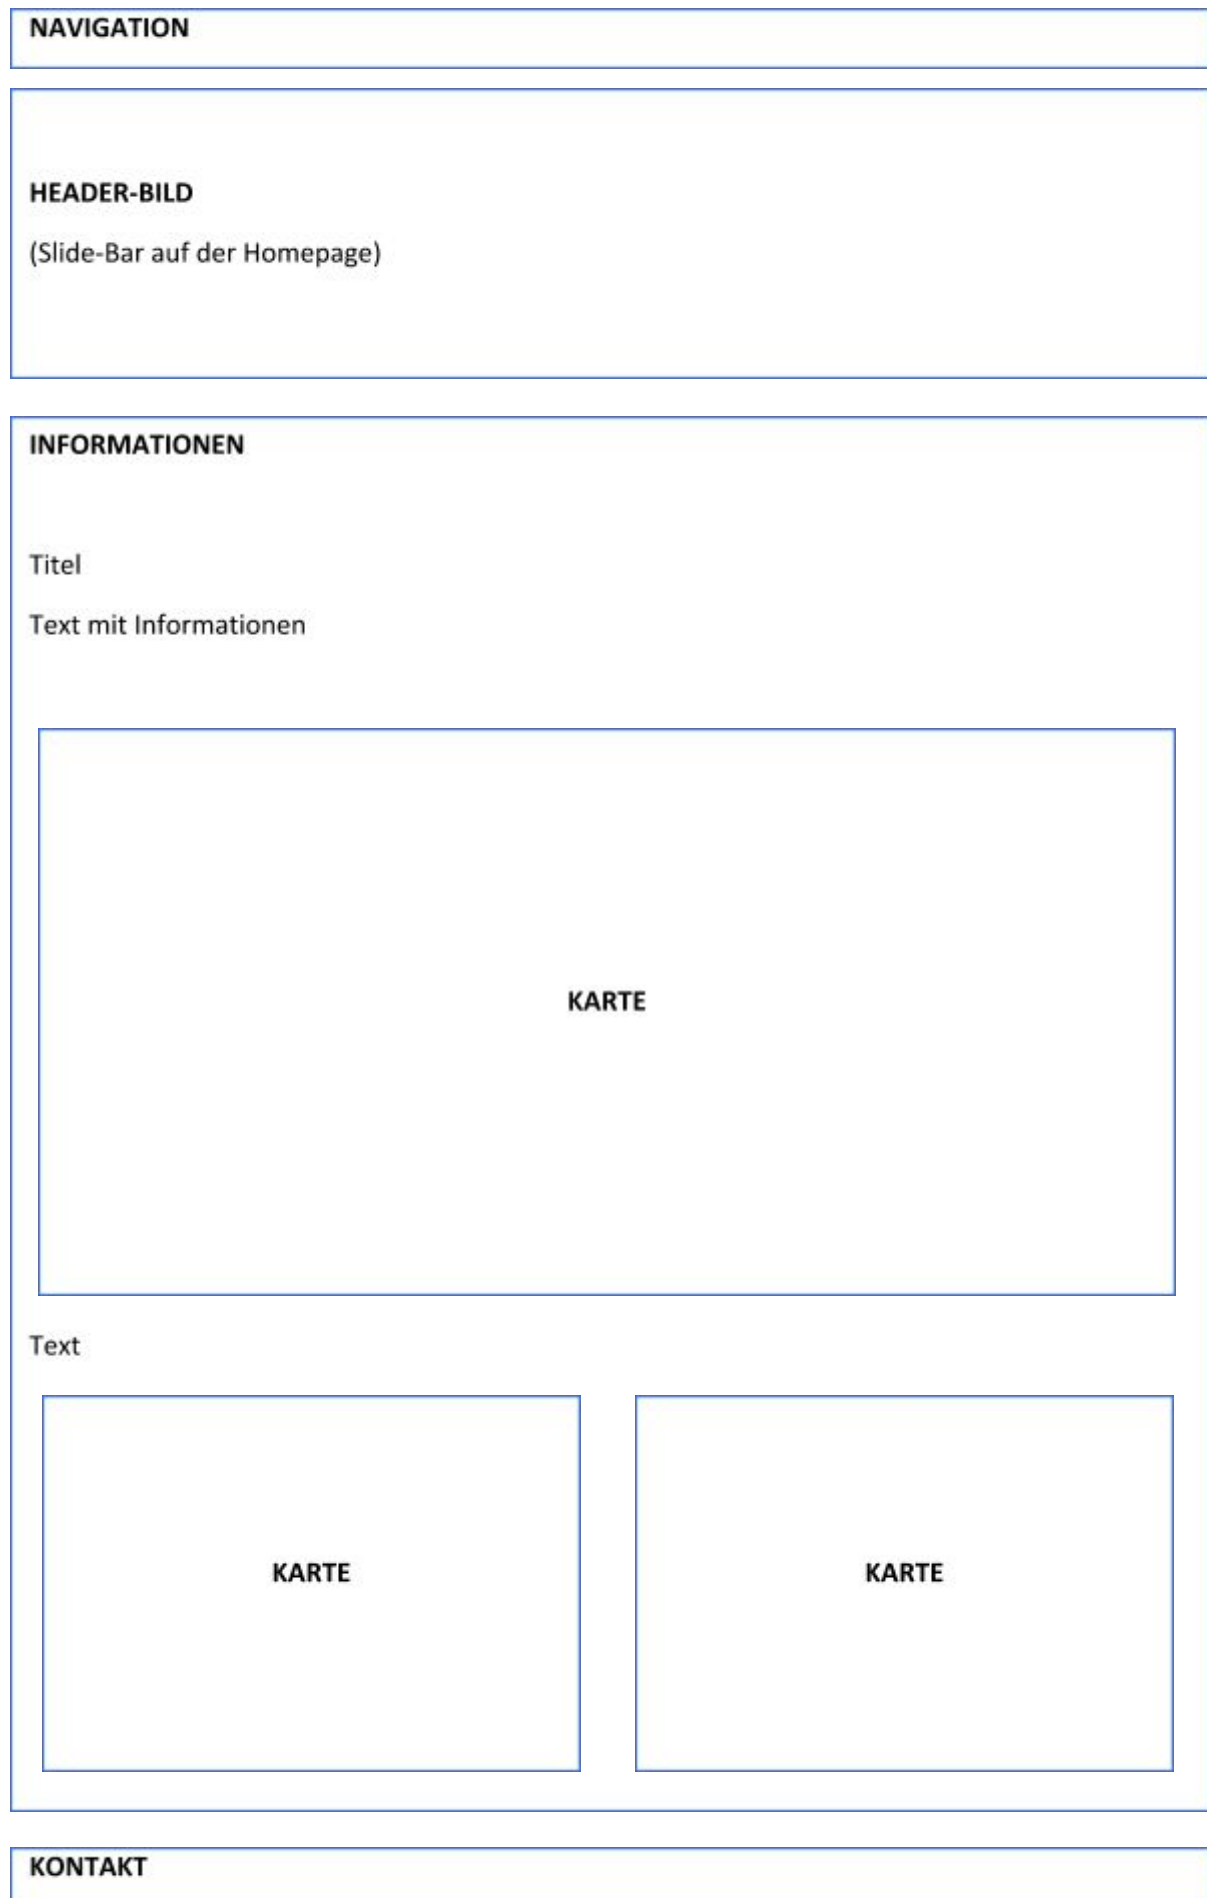 NAVIGATION
HEADER-BILD
(Slide-Bar auf der Homepage)
INFORMATIONEN
Titel
Text mit Informationen
KARTE
Text
KARTE
KARTE
KONTAKT